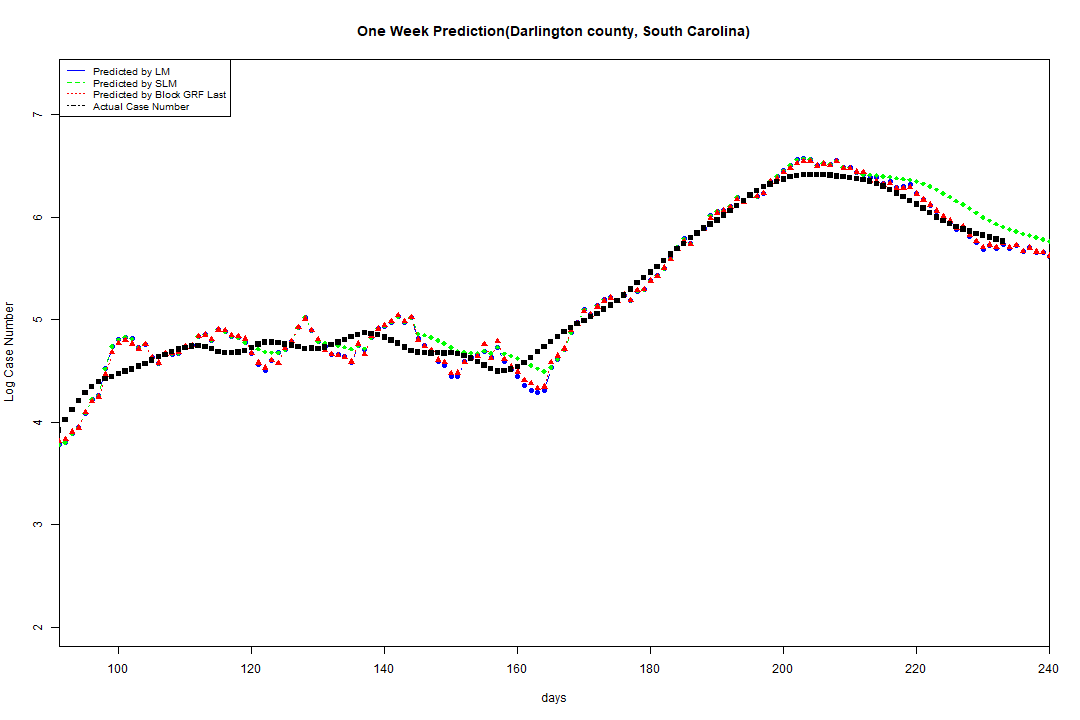 One Week Prediction(Darlington county, South Carolina)
Predicted by LM
Predicted by SLM
Predicted by Block GRF Last
Actual Case Number
7
6
5
4
3
2
Log Case Number
100 120 140 160 180 200 220 240
days